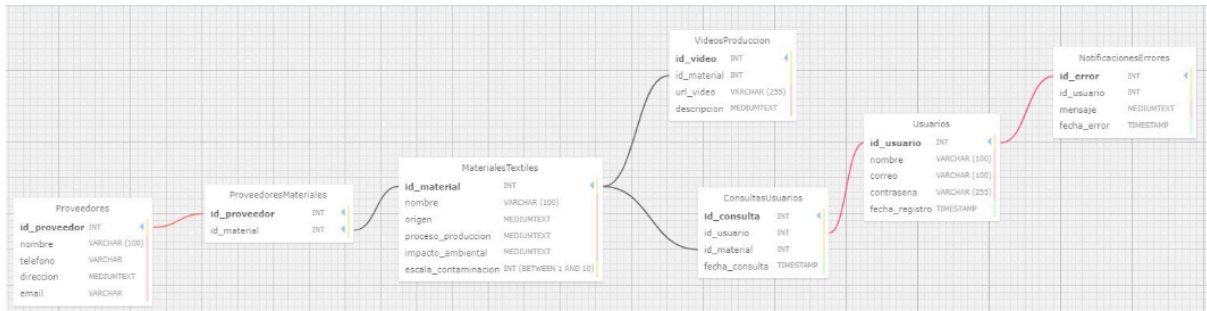 Proveedores
id_proveedor INT
nombre VARCHAR (100)
telefono VARCHAR
direccion MEDIUMTEXT
email VARCHAR
ProveedoresMateriales
id_proveedor INT
id_material INT
MaterialesTextiles
id_material INT
nombre VARCHAR (100)
origen MEDIUMTEXT
proceso_produccion MEDIUMTEXT
impacto_ambiental MEDIUMTEXT
escala_contaminacion INT (BETWEEN 1 AND 10)
VideosProduccion
id_video INT
id_material INT
url_video VARCHAR (255)
descripcion MEDIUMTEXT
ConsultasUsuarios
id_consulta INT
id_usuario INT
id_material INT
fecha_consulta TIMESTAMP
Usuarios
id_usuario INT
nombre VARCHAR (100)
correo VARCHAR (100)
contrasena VARCHAR (255)
fecha_registro TIMESTAMP
NotificacionesErrores
id_error INT
id_usuario INT
mensaje MEDIUMTEXT
fecha_error TIMESTAMP